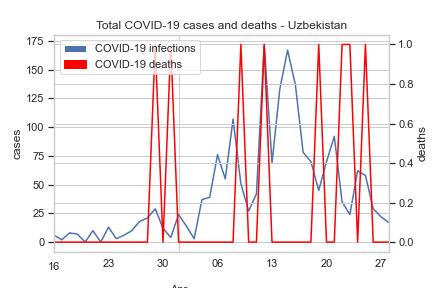 Total COVID-19 cases and deaths - Uzbekistan
COVID-19 infections
COVID-19 deaths
cases
175
150
125
100
75
50
25
0
1.0
0.8
0.6
0.4
0.2
0.0
deaths
16 23 30 06 13 20 27